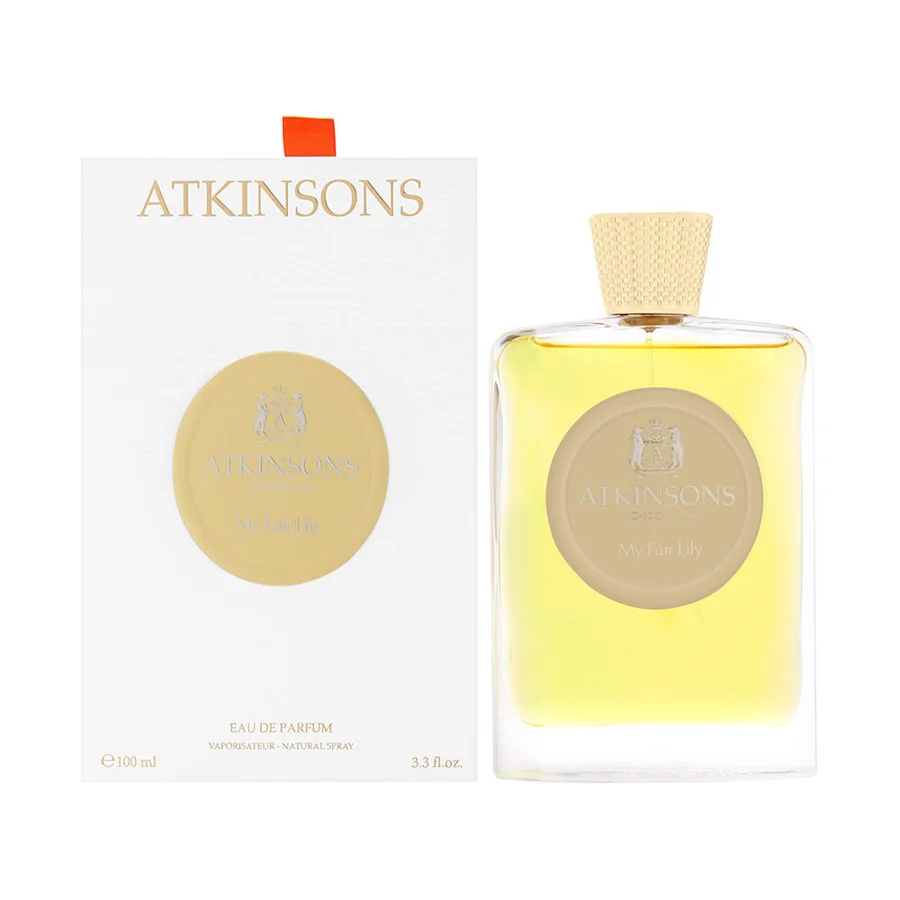 ATKINSONS
A
ATKINSONS
My Fair Lily
EAU DE PARFUM
VAPORISATEUR - NATURAL SPRAY
℮100 ml
3.3 fl.oz.
A
ATKINSONS
My Fair Lily